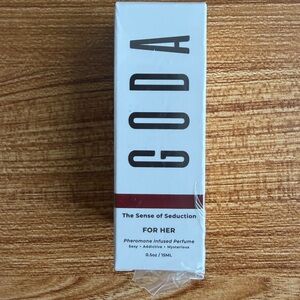 GODA
The Sense of Seduction
FOR HER
Pheromone Infused Perfume
Sexy • Addictive • Mysterious
0.5oz / 15ML